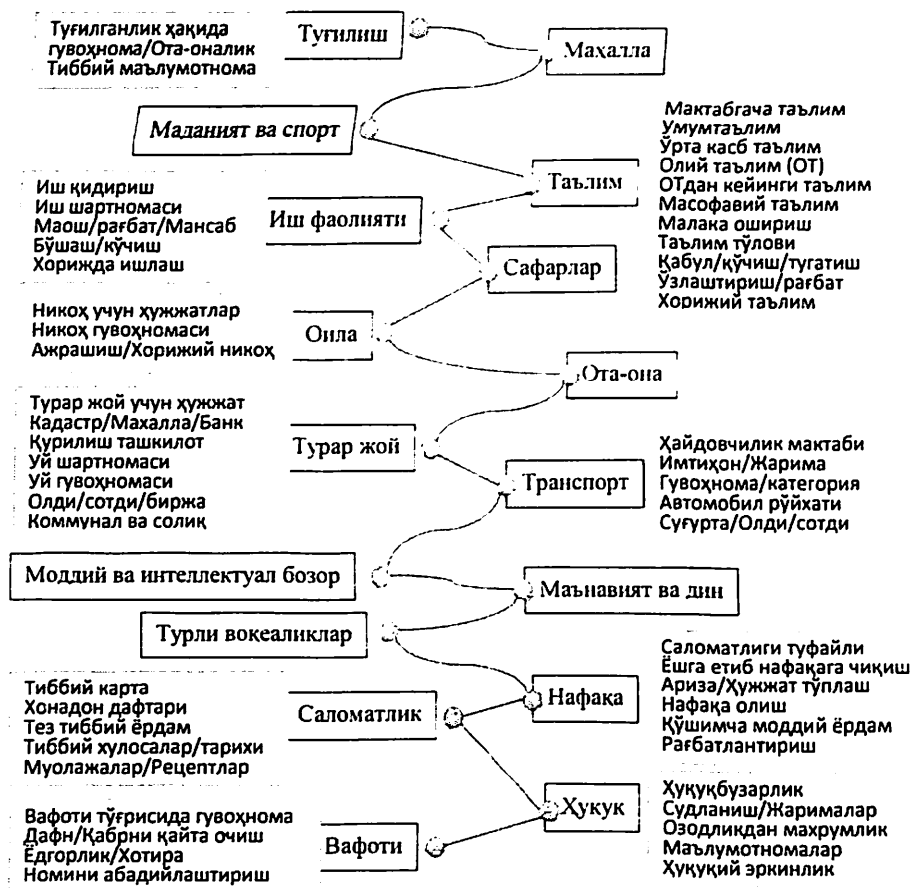 Туғилганлик ҳақида
гувоҳнома/Ота-оналик
Тиббий маълумотнома
Туғилиш
Маҳалла
Маданият ва спорт
Мактабгача таълим
Умумтаълим
Ўрта касб таълим
Олий таълим (ОТ)
ОТдан кейинги таълим
Масофавий таълим
Малака ошириш
Таълим тўлови
Қабул/қўчиш/тугатиш
Ўзлаштириш/рағбат
Хорижий таълим
Таълим
Иш қидириш
Иш шартномаси
Маош/рағбат/Мансаб
Бўшаш/кўчиш
Хорижда ишлаш
Иш фаолияти
Сафарлар
Никоҳ учун ҳужжатлар
Никоҳ гувоҳномаси
Ажрашиш/Хорижий никоҳ
Оила
Ота-она
Турар жой учун ҳужжат
Кадастр/Махалла/Банк
Қурилиш ташкилот
Уй шартномаси
Уй гувоҳномаси
Олди/сотди/биржа
Коммунал ва солиқ
Турар жой
Транспорт
Ҳайдовчилик мактаби
Имтиҳон/Жарима
Гувоҳнома/категория
Автомобил рўйхати
Суғурта/Олди/сотди
Моддий ва интеллектуал бозор
Маънавият ва дин
Турли воқеаликлар
Саломатлиги туфайли
Ёшга етиб нафақага чиқиш
Ариза/Ҳужжат тўплаш
Нафақа олиш
Қўшимча моддий ёрдам
Рағбатлантириш
Нафақа
Тиббий карта
Хонадон дафтари
Тез тиббий ёрдам
Тиббий хулосалар/тарихи
Муолажалар/Рецептлар
Саломатлик
Ҳуқуқ
Ҳуқуқбузарлик
Судланиш/Жарималар
Озодликдан махрумлик
Маълумотномалар
Ҳуқуқий эркинлик
Вафоти тўғрисида гувоҳнома
Дафн/Қабрни қайта очиш
Ёдгорлик/Хотира
Номини абадийлаштириш
Вафоти